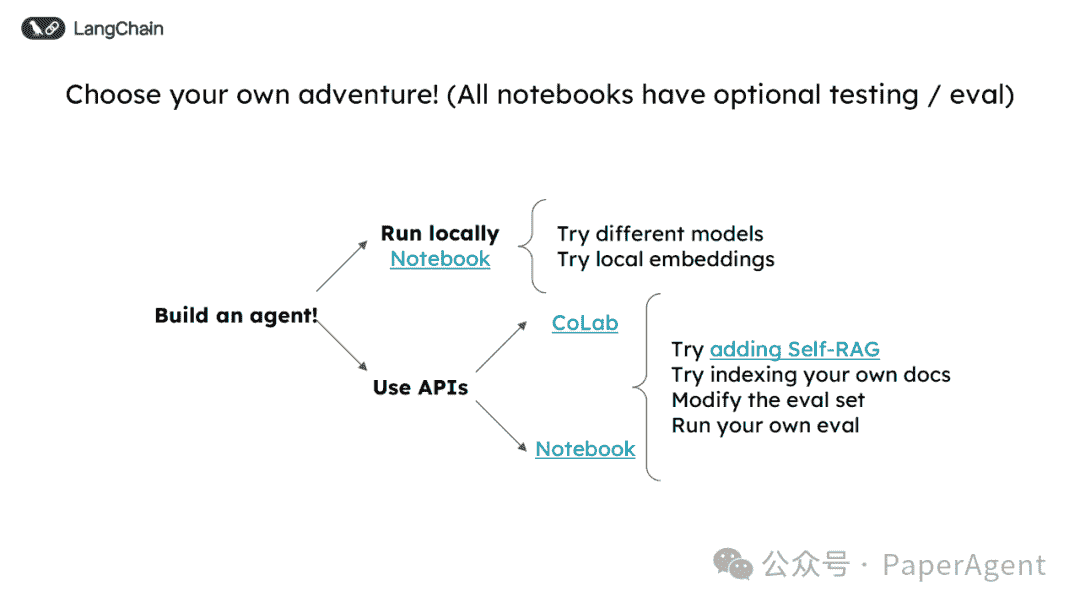 LangChain
Choose your own adventure! (All notebooks have optional testing / eval)
Run locally
Notebook
Try different models
Try local embeddings
Build an agent!
Use APIs
CoLab
Notebook
Try adding Self-RAG
Try indexing your own docs
Modify the eval set
Run your own eval
公众号 · PaperAgent